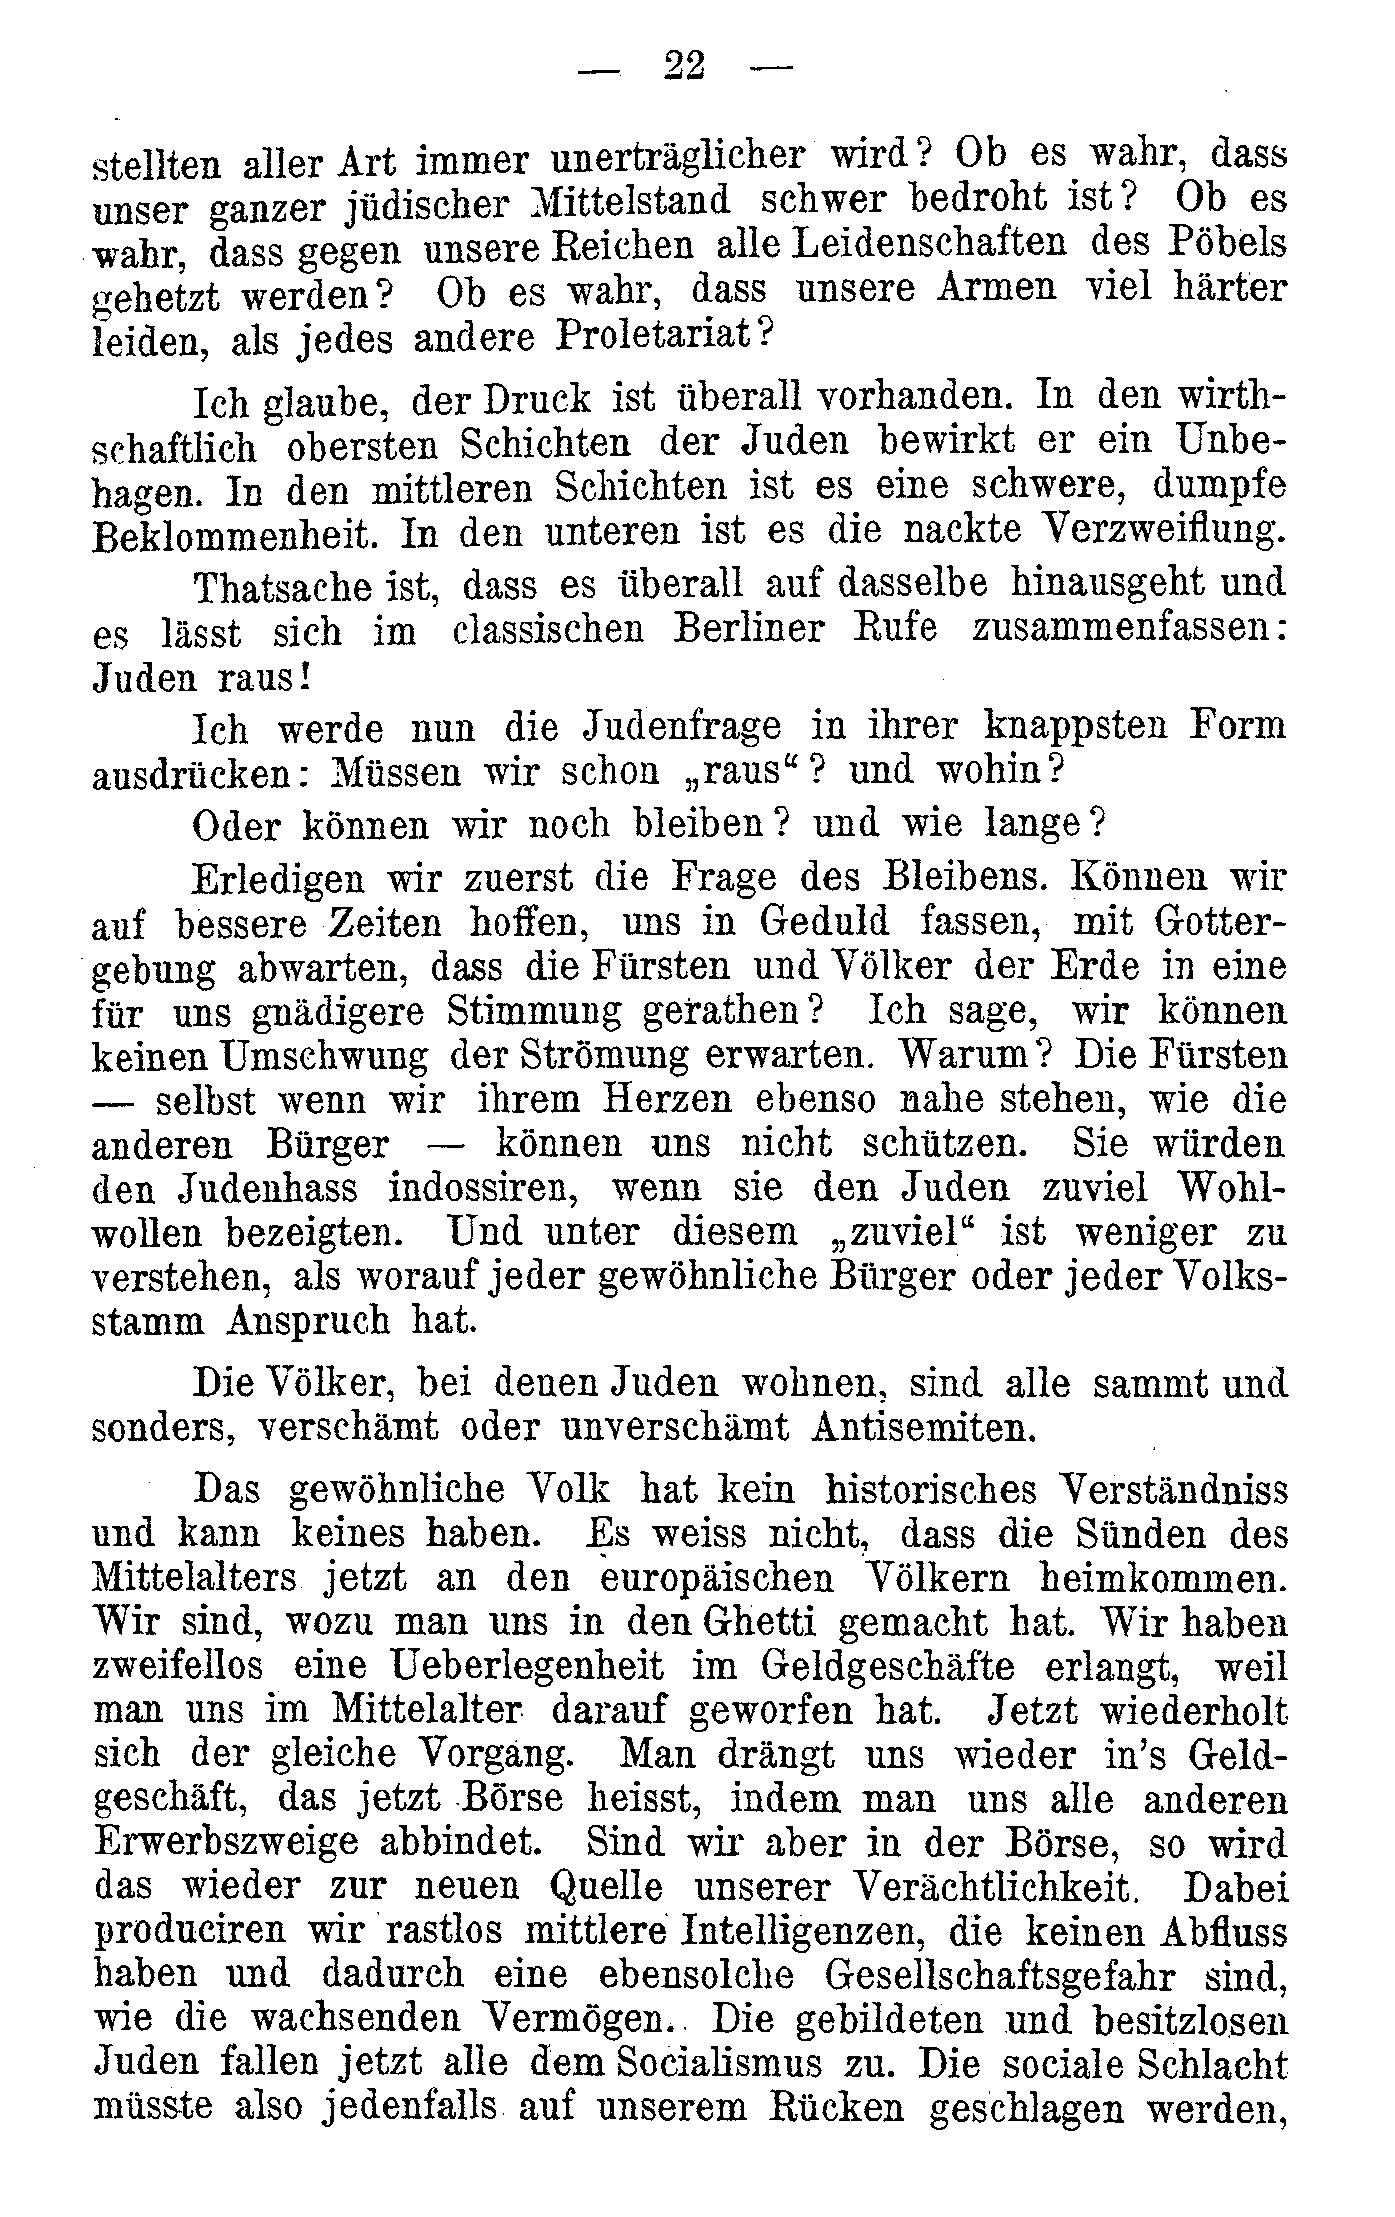 — 22 —
stellten aller Art immer unerträglicher wird? Ob es wahr, dass
unser ganzer jüdischer Mittelstand schwer bedroht ist? Ob es
wahr, dass gegen unsere Reichen alle Leidenschaften des Pöbels
gehetzt werden? Ob es wahr, dass unsere Armen viel härter
leiden, als jedes andere Proletariat?
Ich glaube, der Druck ist überall vorhanden. In den wirth-
schaftlich obersten Schichten der Juden bewirkt er ein Unbe-
hagen. In den mittleren Schichten ist es eine schwere, dumpfe
Beklommenheit. In den unteren ist es die nackte Verzweiflung.
Thatsache ist, dass es überall auf dasselbe hinausgeht und
es lässt sich im classischen Berliner Rufe zusammenfassen:
Juden raus!
Ich werde nun die Judenfrage in ihrer knappsten Form
ausdrücken: Müssen wir schon „raus“? und wohin?
Oder können wir noch bleiben? und wie lange?
Erledigen wir zuerst die Frage des Bleibens. Können wir
auf bessere Zeiten hoffen, uns in Geduld fassen, mit Gotter-
gebung abwarten, dass die Fürsten und Völker der Erde in eine
für uns gnädigere Stimmung gerathen? Ich sage, wir können
keinen Umschwung der Strömung erwarten. Warum? Die Fürsten
— selbst wenn wir ihrem Herzen ebenso nahe stehen, wie die
anderen Bürger — können uns nicht schützen. Sie würden
den Judenhass indossiren, wenn sie den Juden zuviel Wohl-
wollen bezeigten. Und unter diesem „zuviel“ ist weniger zu
verstehen, als worauf jeder gewöhnliche Bürger oder jeder Volks-
stamm Anspruch hat.
Die Völker, bei denen Juden wohnen, sind alle sammt und
sonders, verschämt oder unverschämt Antisemiten.
Das gewöhnliche Volk hat kein historisches Verständniss
und kann keines haben. Es weiss nicht, dass die Sünden des
Mittelalters jetzt an den europäischen Völkern heimkommen.
Wir sind, wozu man uns in den Ghetti gemacht hat. Wir haben
zweifellos eine Ueberlegenheit im Geldgeschäfte erlangt, weil
man uns im Mittelalter darauf geworfen hat. Jetzt wiederholt
sich der gleiche Vorgang. Man drängt uns wieder in's Geld-
geschäft, das jetzt Börse heisst, indem man uns alle anderen
Erwerbszweige abbindet. Sind wir aber in der Börse, so wird
das wieder zur neuen Quelle unserer Verächtlichkeit. Dabei
produciren wir rastlos mittlere Intelligenzen, die keinen Abfluss
haben und dadurch eine ebensolche Gesellschaftsgefahr sind,
wie die wachsenden Vermögen. Die gebildeten und besitzlosen
Juden fallen jetzt alle dem Socialismus zu. Die sociale Schlacht
müsste also jedenfalls auf unserem Rücken geschlagen werden,